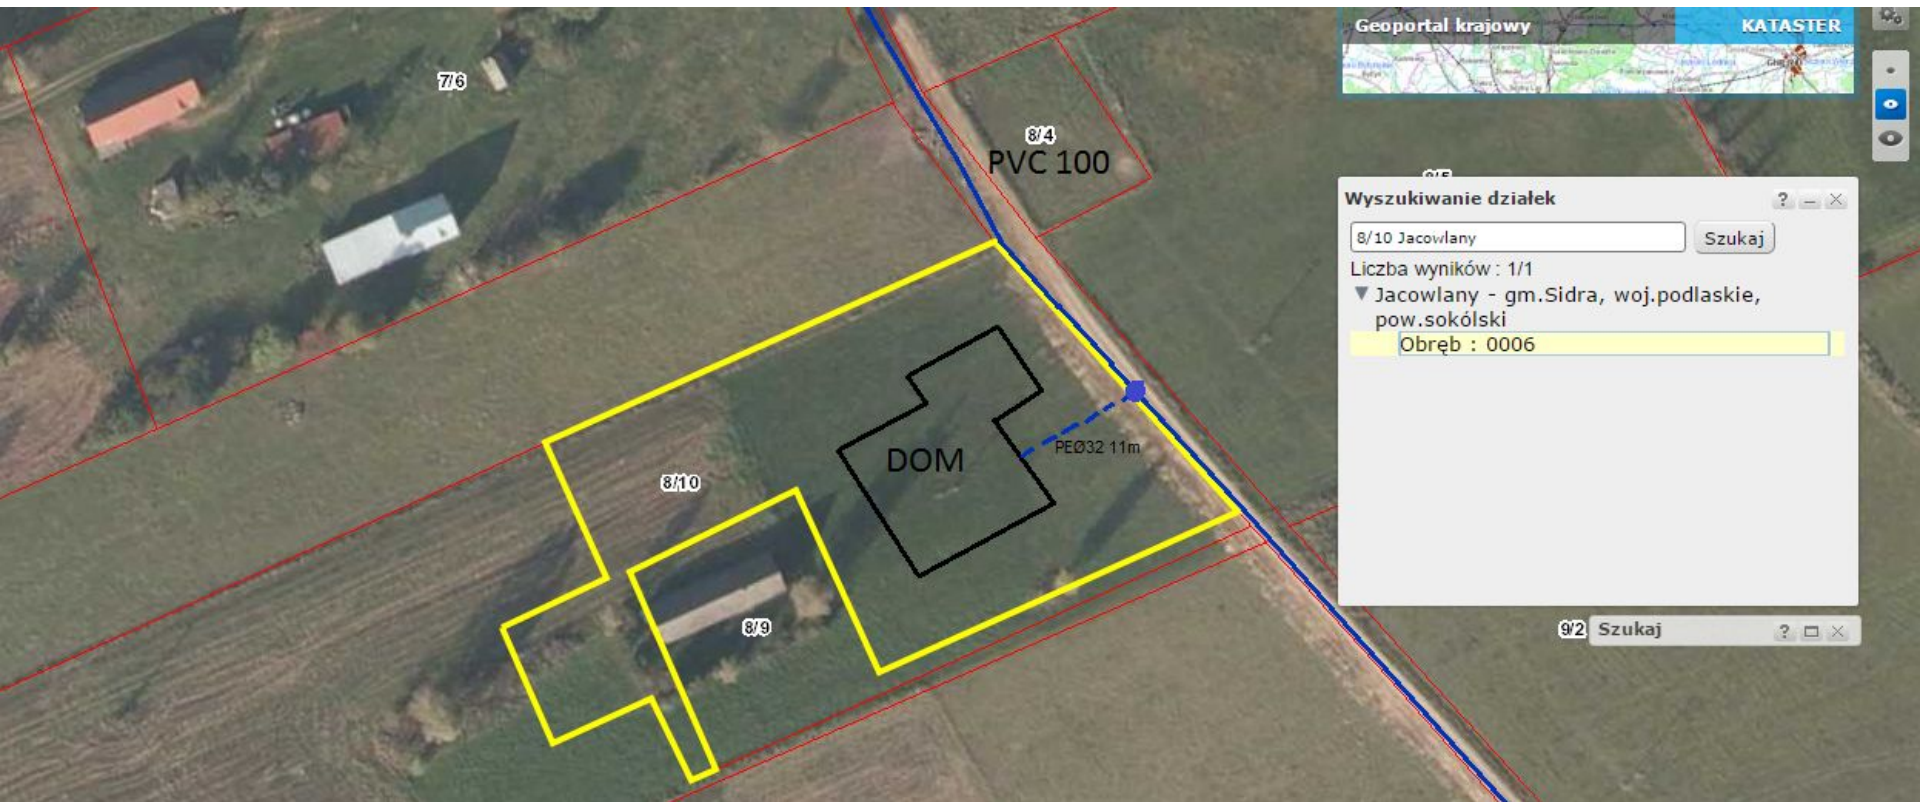 Geoportal krajowy KATASTER
7/6
8/4
PVC 100
Wyszukiwanie działek ? – ×
8/10 Jacowlany Szukaj
Liczba wyników : 1/1
Jacowlany - gm.Sidra, woj.podlaskie,
pow.sokólski
Obręb : 0006
DOM
PEØ32 11m
8/10
8/9
9/2
Szukaj ?